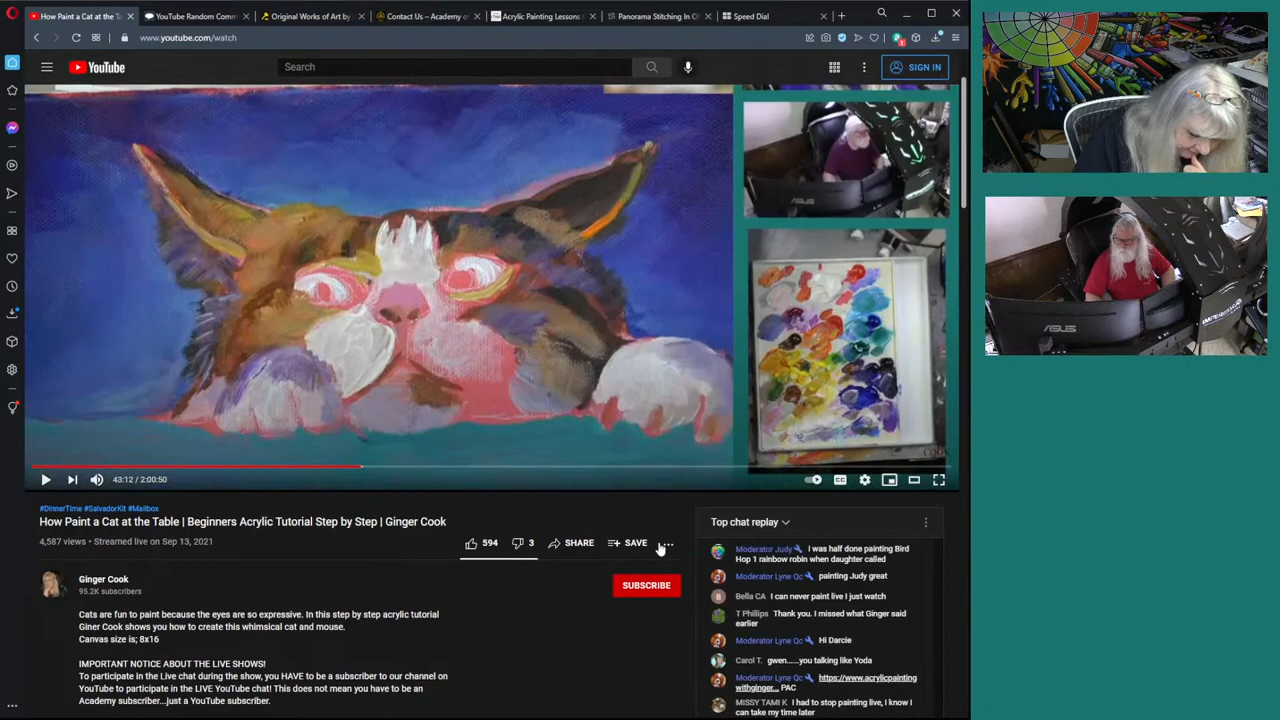 How Paint a Cat at the T
YouTube Random Comm
Original Works of Art by
Contact Us – Academy o
Acrylic Painting Lessons
Panorama Stitching In O
Speed Dial
www.youtube.com/watch
YouTube
Search
SIGN IN
ASUS
43:12 / 2:00:50
CC
#DinnerTime #SalvadorKit #Mailbox
How Paint a Cat at the Table | Beginners Acrylic Tutorial Step by Step | Ginger Cook
4,587 views • Streamed live on Sep 13, 2021
594
3
SHARE
SAVE
Ginger Cook
95.2K subscribers
SUBSCRIBE
Cats are fun to paint because the eyes are so expressive. In this step by step acrylic tutorial
Giner Cook shows you how to create this whimsical cat and mouse.
Canvas size is; 8x16
IMPORTANT NOTICE ABOUT THE LIVE SHOWS!
To participate in the Live chat during the show, you HAVE to be a subscriber to our channel on
YouTube to participate in the LIVE YouTube chat! This does not mean you have to be an
Academy subscriber...just a YouTube subscriber.
Top chat replay
Moderator Judy I was half done painting Bird
Hop 1 rainbow robin when daughter called
Moderator Lyne Qc painting Judy great
Bella CA I can never paint live I just watch
T Phillips Thank you. I missed what Ginger said
earlier
Moderator Lyne Qc Hi Darcie
Carol T. gwen......you talking like Yoda
Moderator Lyne Qc https://www.acrylicpainting
withginger... PAC
MISSY TAMI K I had to stop painting live, I know I
can take my time later
ASUS